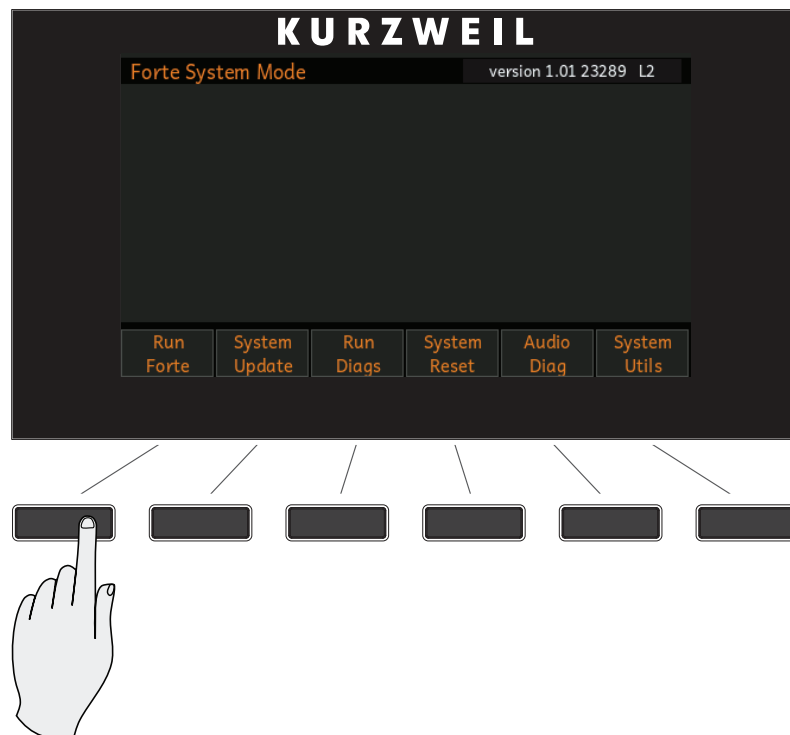 KURZWEIL
Forte System Mode version 1.01 23289 L2
Run System Run System Audio System
Forte Update Diags Reset Diag Utils